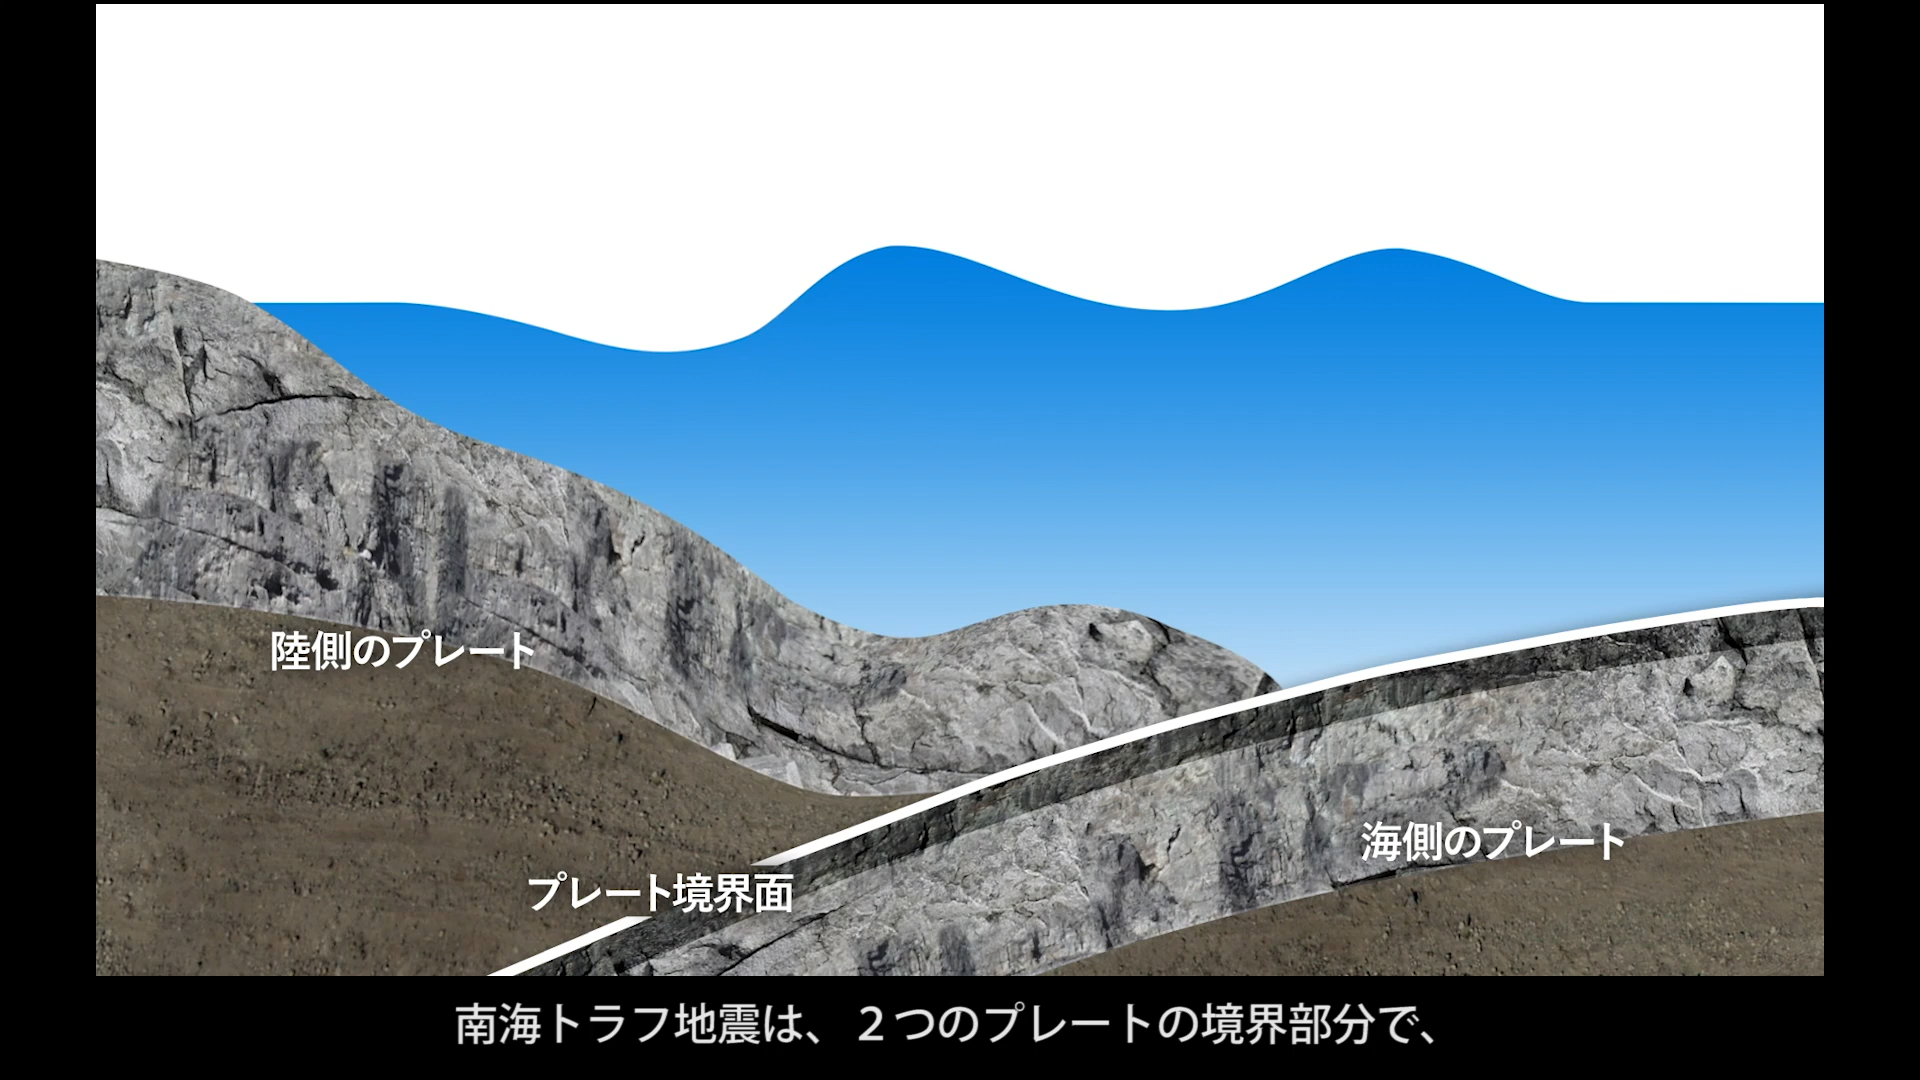 陸側のプレート
海側のプレート
プレート境界面
南海トラフ地震は、２つのプレートの境界部分で、